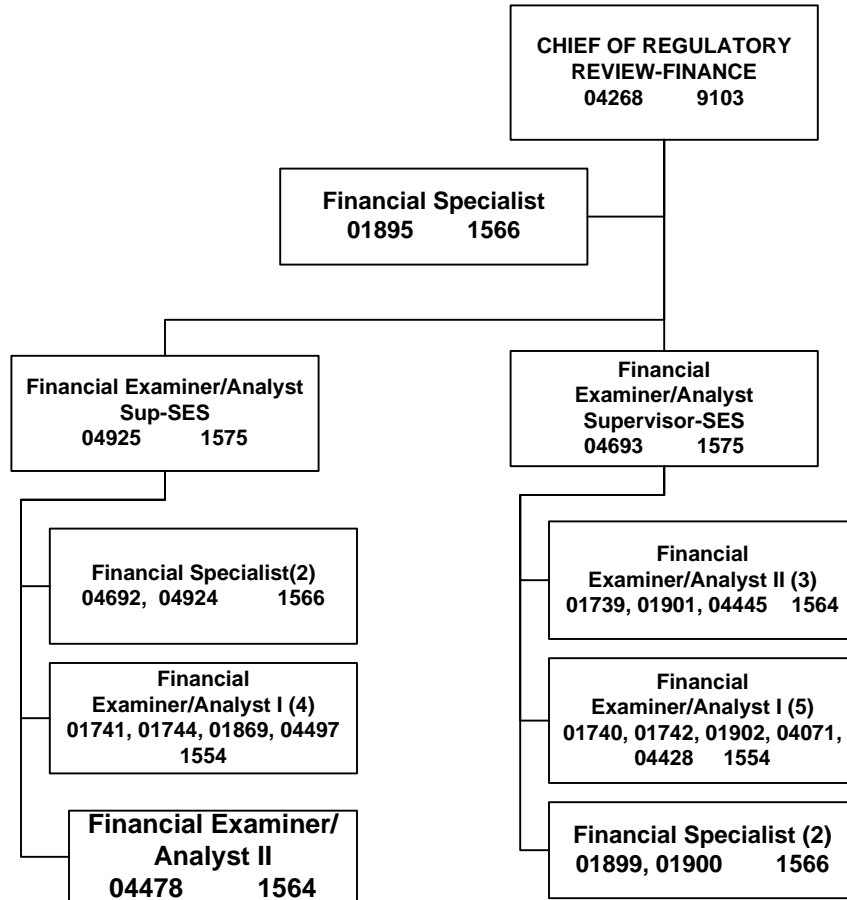 CHIEF OF REGULATORY
REVIEW-FINANCE
04268 9103
Financial Specialist
01895 1566
Financial Examiner/Analyst
Sup-SES
04925 1575
Financial
Examiner/Analyst
Supervisor-SES
04693 1575
Financial Specialist(2)
04692, 04924 1566
Financial
Examiner/Analyst I (4)
01741, 01744, 01869, 04497
1554
Financial Examiner/
Analyst II
04478 1564
Financial
Examiner/Analyst II (3)
01739, 01901, 04445 1564
Financial
Examiner/Analyst I (5)
01740, 01742, 01902, 04071,
04428 1554
Financial Specialist (2)
01899, 01900 1566